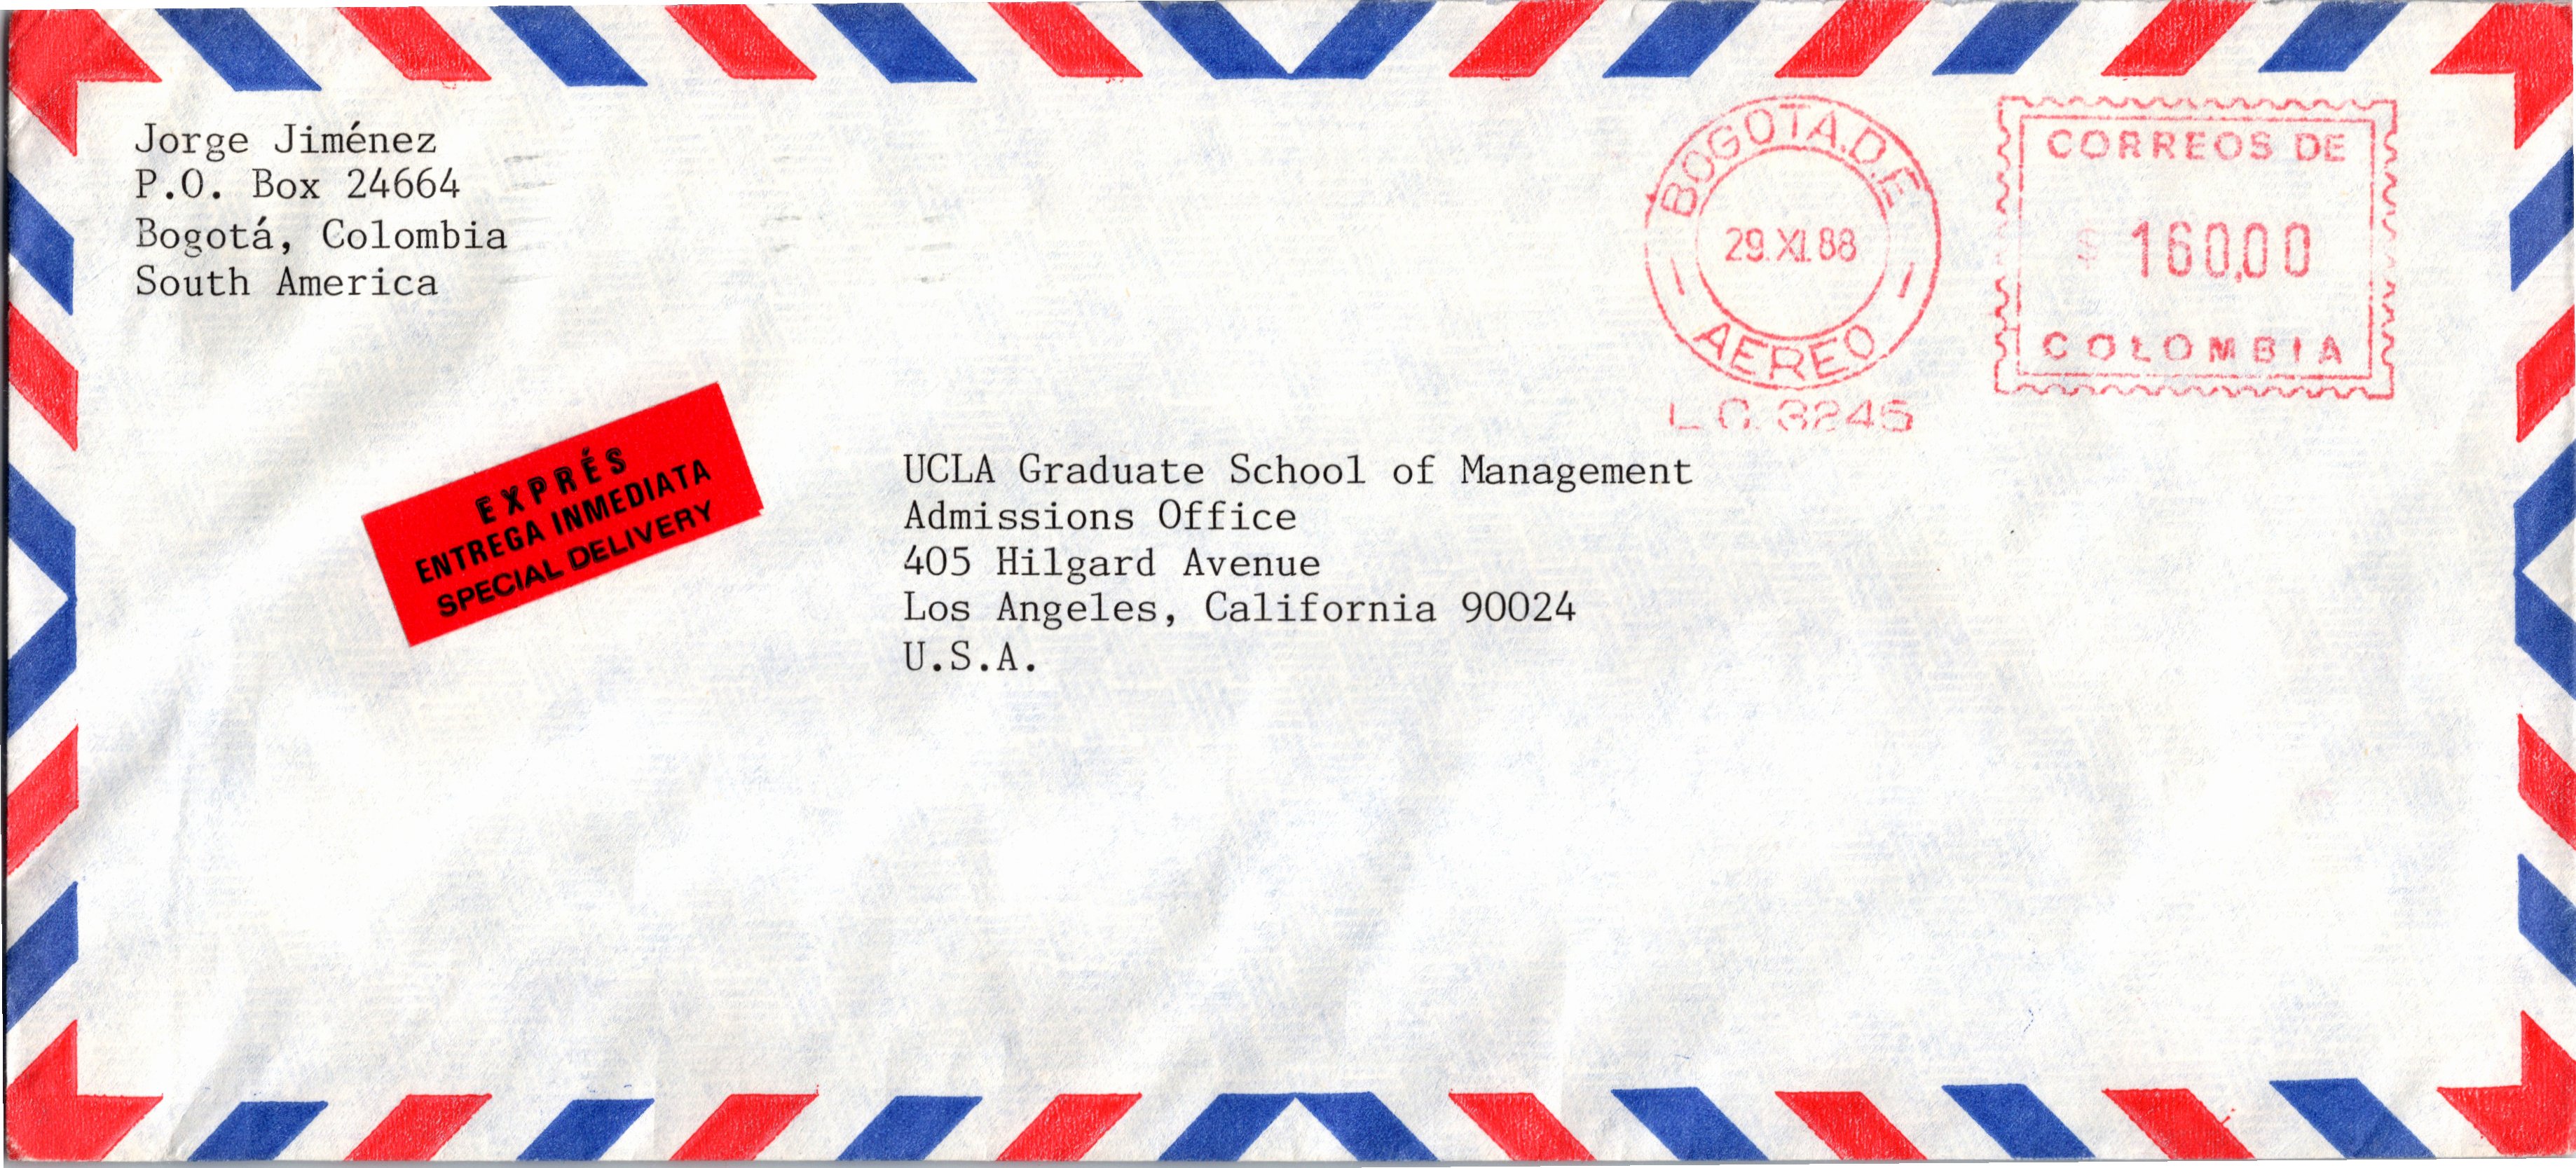 Jorge Jiménez
P.O. Box 24664
Bogotá, Colombia
South America
BOGOTA.D.E
29.XI.88
AEREO
L.G. 3245
CORREOS DE
$ 160,00
COLOMBIA
EXPRÉS
ENTREGA INMEDIATA
SPECIAL DELIVERY
UCLA Graduate School of Management
Admissions Office
405 Hilgard Avenue
Los Angeles, California 90024
U.S.A.